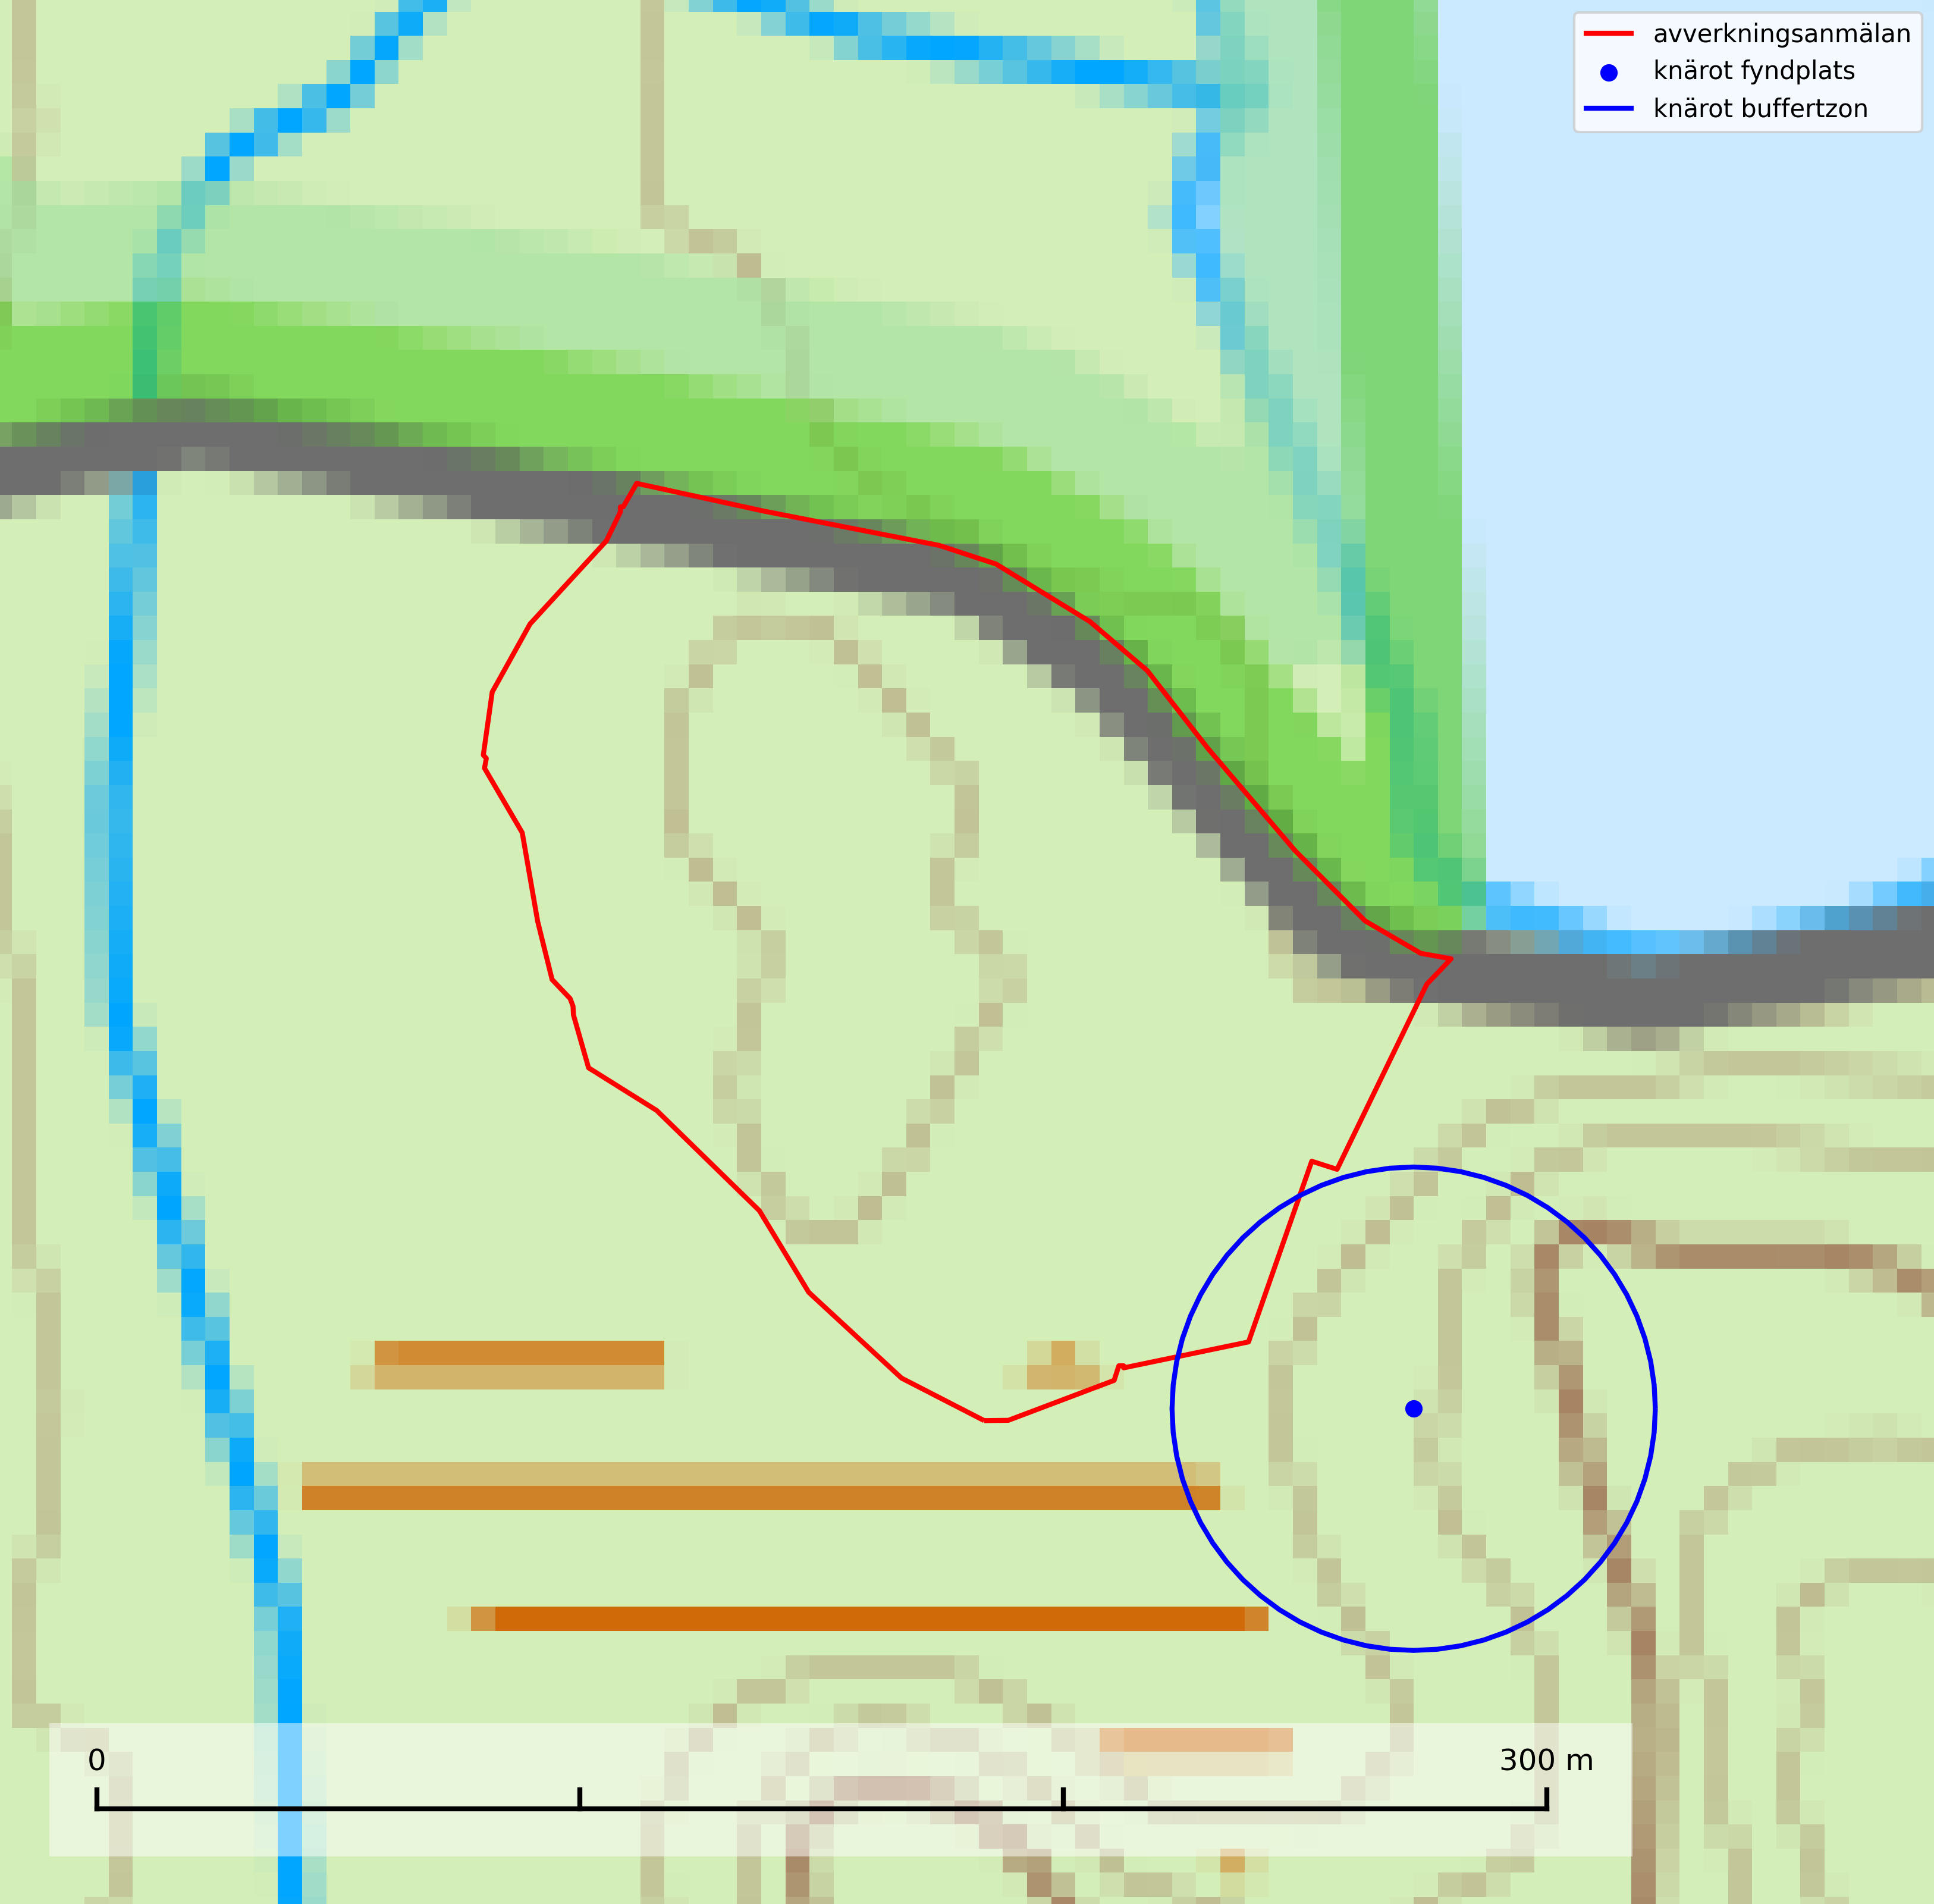 avverkningsanmälan
knärot fyndplats
knärot buffertzon
0 300 m